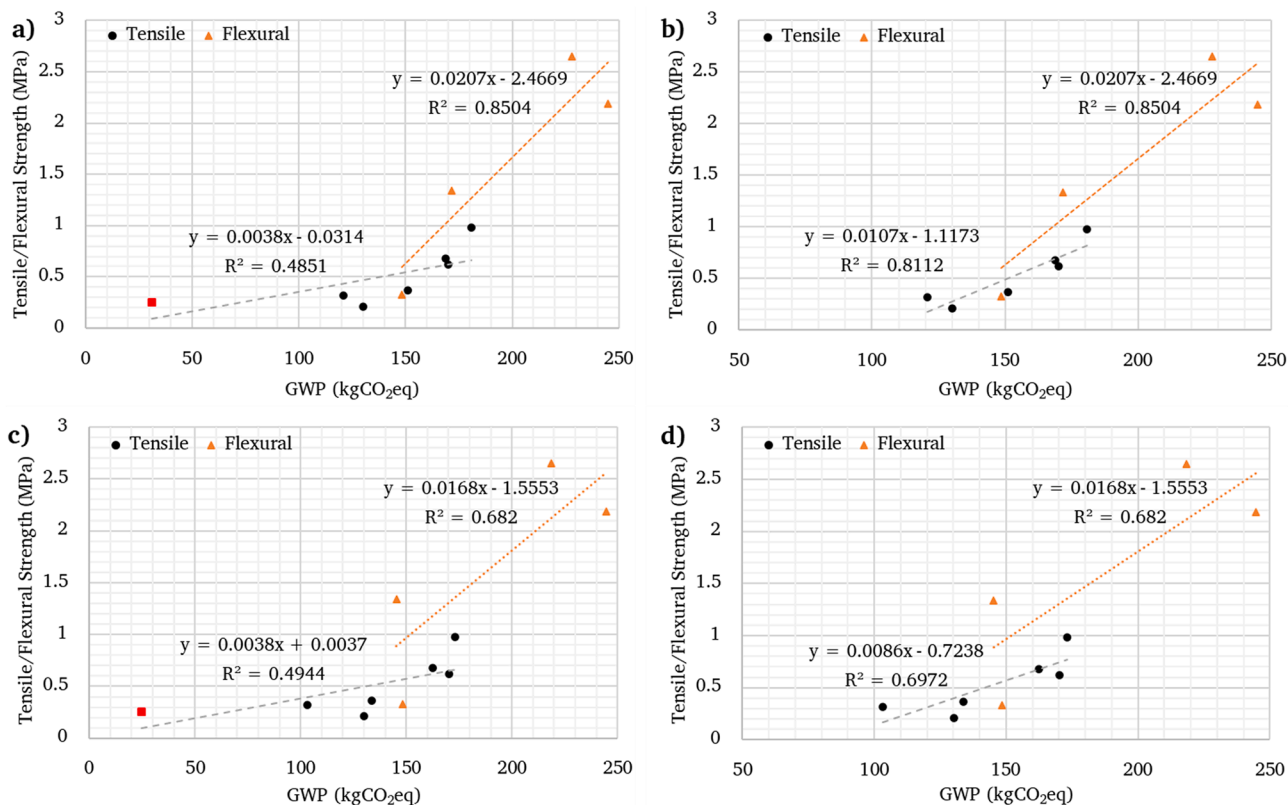 a)
Tensile Flexural
y = 0.0207x - 2.4669
R² = 0.8504
y = 0.0038x - 0.0314
R² = 0.4851
3
2.5
2
1.5
1
0.5
0
Tensile/Flexural Strength (MPa)
0 50 100 150 200 250
GWP (kgCO₂eq)
b)
Tensile Flexural
y = 0.0207x - 2.4669
R² = 0.8504
y = 0.0107x - 1.1173
R² = 0.8112
3
2.5
2
1.5
1
0.5
0
Tensile/Flexural Strength (MPa)
50 100 150 200 250
GWP (kgCO₂eq)
c)
Tensile Flexural
y = 0.0168x - 1.5553
R² = 0.682
y = 0.0038x + 0.0037
R² = 0.4944
3
2.5
2
1.5
1
0.5
0
Tensile/Flexural Strength (MPa)
0 50 100 150 200 250
GWP (kgCO₂eq)
d)
Tensile Flexural
y = 0.0168x - 1.5553
R² = 0.682
y = 0.0086x - 0.7238
R² = 0.6972
3
2.5
2
1.5
1
0.5
0
Tensile/Flexural Strength (MPa)
50 100 150 200 250
GWP (kgCO₂eq)